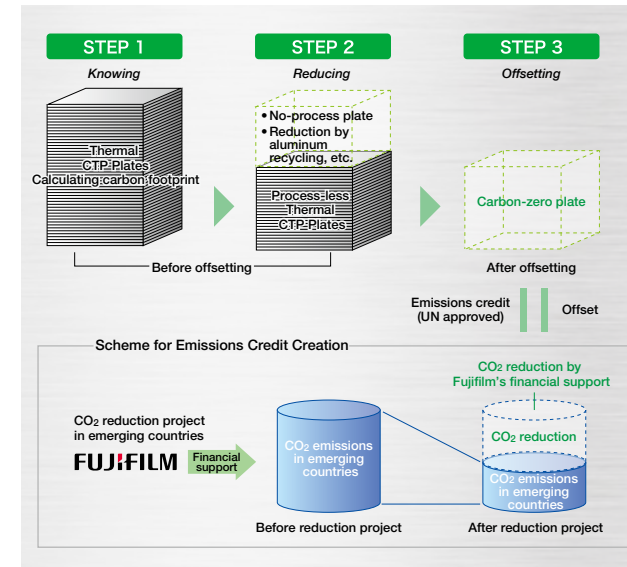 STEP 1
Knowing
Thermal
CTP Plates
Calculating carbon footprint
STEP 2
Reducing
• No-process plate
• Reduction by
aluminum
recycling, etc.
Process-less
Thermal
CTP Plates
STEP 3
Offsetting
Carbon-zero plate
Before offsetting
After offsetting
Emissions credit
(UN approved)
Offset
Scheme for Emissions Credit Creation
CO2 reduction project
in emerging countries
FUJIFILM
Financial
support
CO2 emissions
in emerging
countries
Before reduction project
CO2 reduction by
Fujifilm's financial support
CO2 reduction
CO2 emissions
in emerging
countries
After reduction project